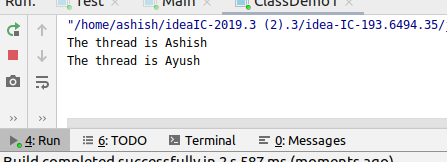 Test Main ClassDemo1
"/home/ashish/ideaIC-2019.3 (2).3/idea-IC-193.6494.35/
The thread is Ashish
The thread is Ayush
4: Run 6: TODO Terminal 0: Messages
Build completed successfully in 2 s 587 ms (moments ago)